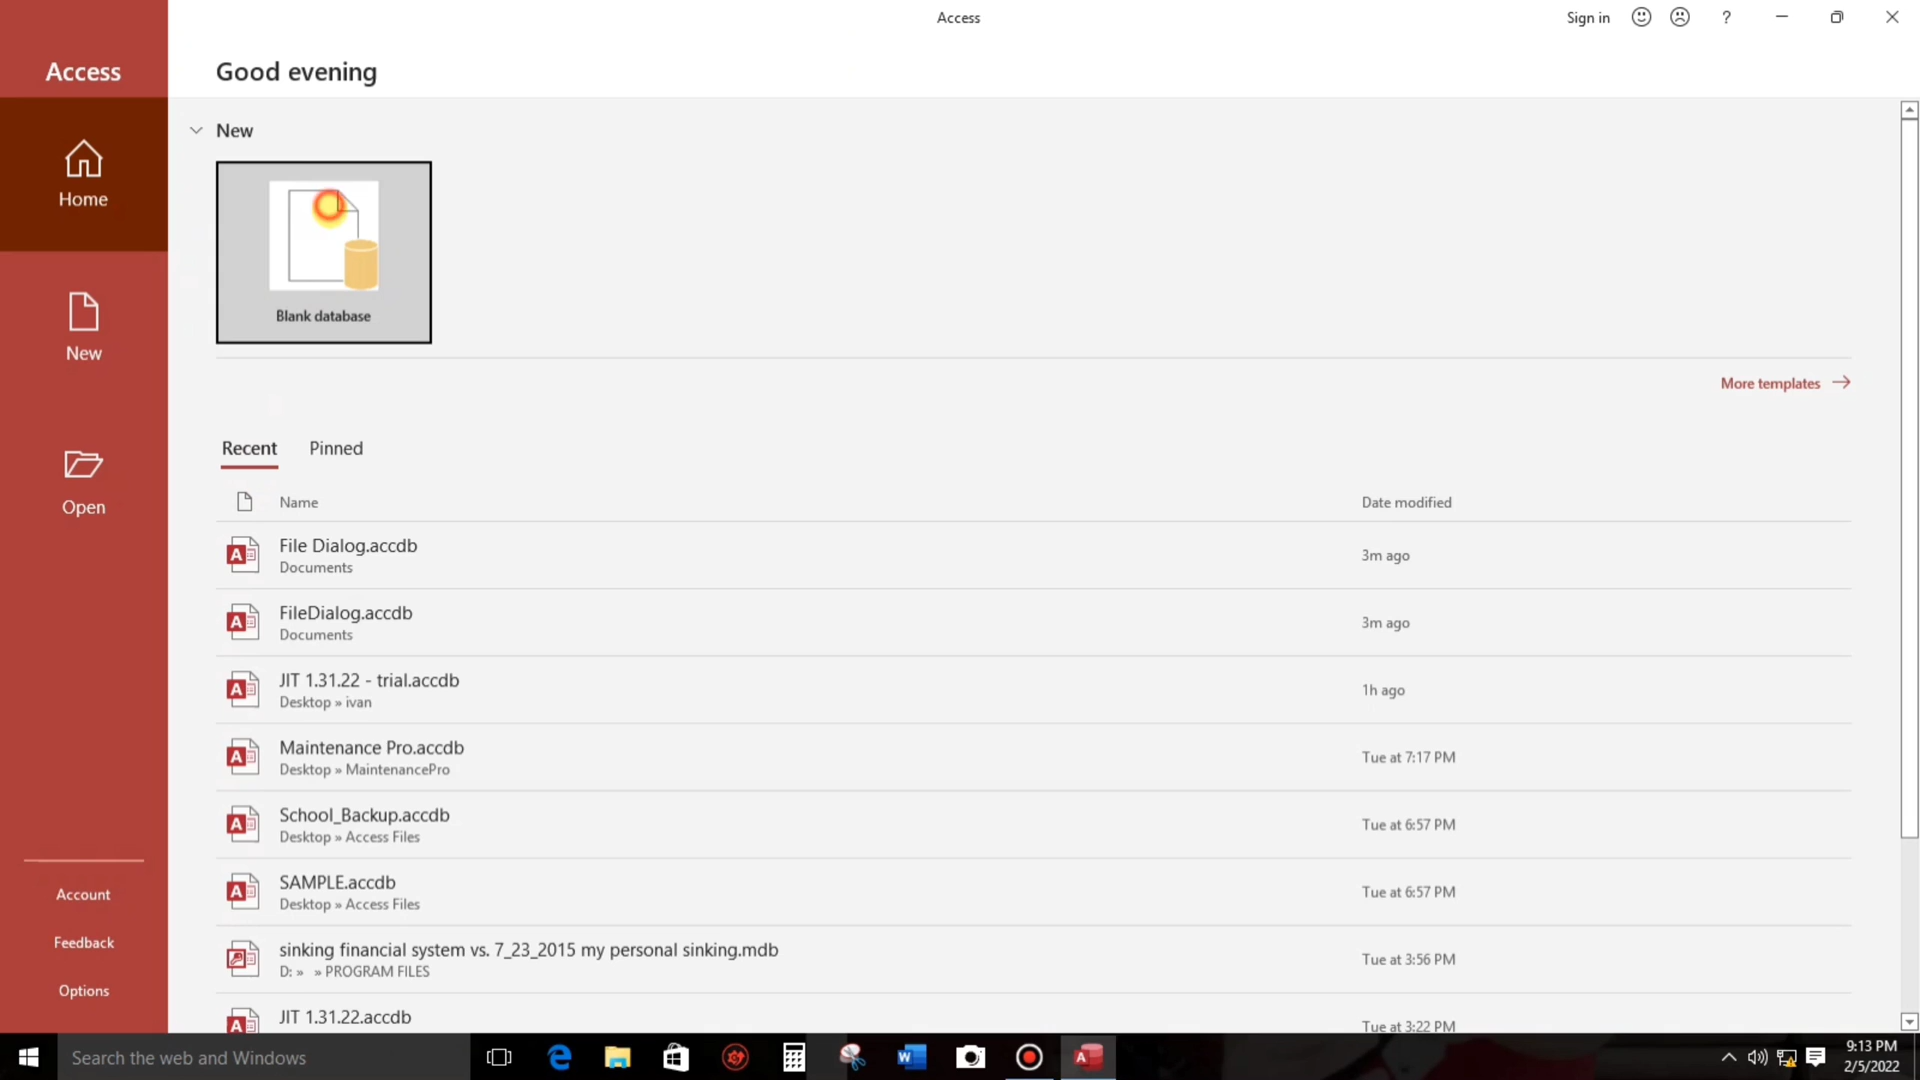 Access
Sign in
?
Access
Good evening
Home
New
Open
Account
Feedback
Options
New
Blank database
More templates
Recent Pinned
Name Date modified
File Dialog.accdb
Documents
3m ago
FileDialog.accdb
Documents
3m ago
JIT 1.31.22 - trial.accdb
Desktop » ivan
1h ago
Maintenance Pro.accdb
Desktop » MaintenancePro
Tue at 7:17 PM
School_Backup.accdb
Desktop » Access Files
Tue at 6:57 PM
SAMPLE.accdb
Desktop » Access Files
Tue at 6:57 PM
sinking financial system vs. 7_23_2015 my personal sinking.mdb
D: » » PROGRAM FILES
Tue at 3:56 PM
JIT 1.31.22.accdb
Tue at 3:22 PM
Search the web and Windows
9:13 PM
2/5/2022